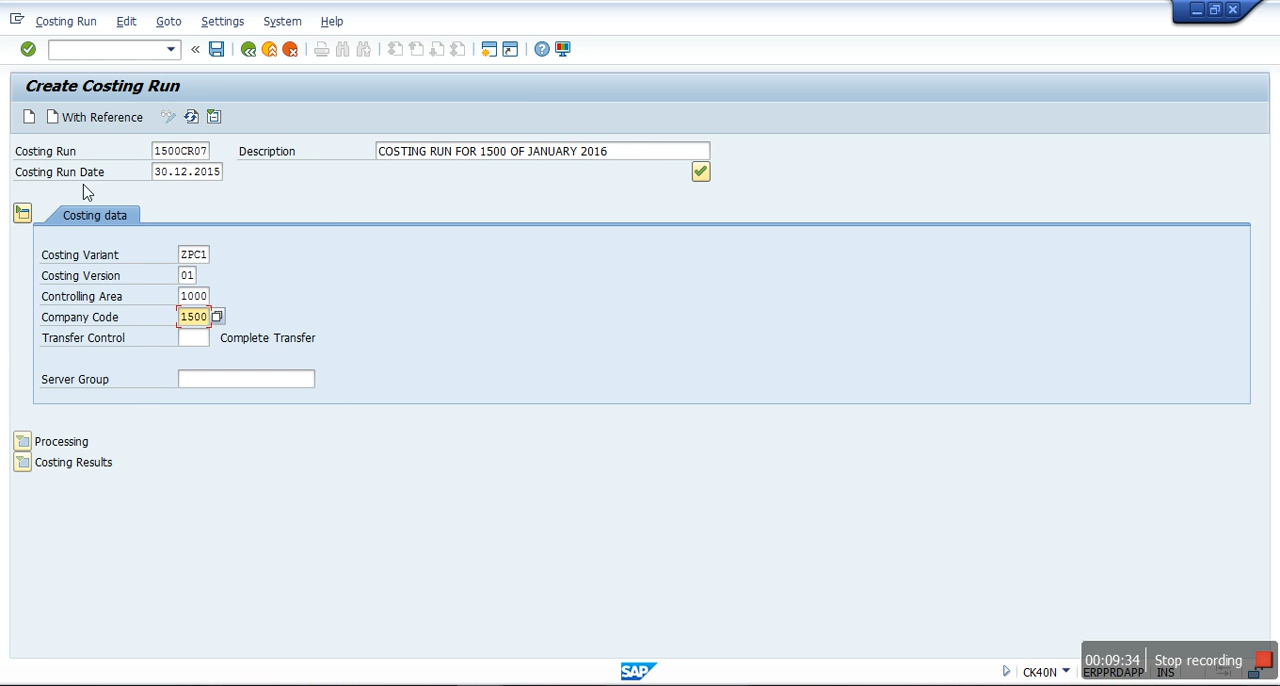 Costing Run Edit Goto Settings System Help
Create Costing Run
With Reference
Costing Run 1500CR07 Description COSTING RUN FOR 1500 OF JANUARY 2016
Costing Run Date 30.12.2015
Costing data
Costing Variant ZPC1
Costing Version 01
Controlling Area 1000
Company Code 1500
Transfer Control Complete Transfer
Server Group
Processing
Costing Results
00:09:34 Stop recording
SAP CK40N ERPPRDAPP INS